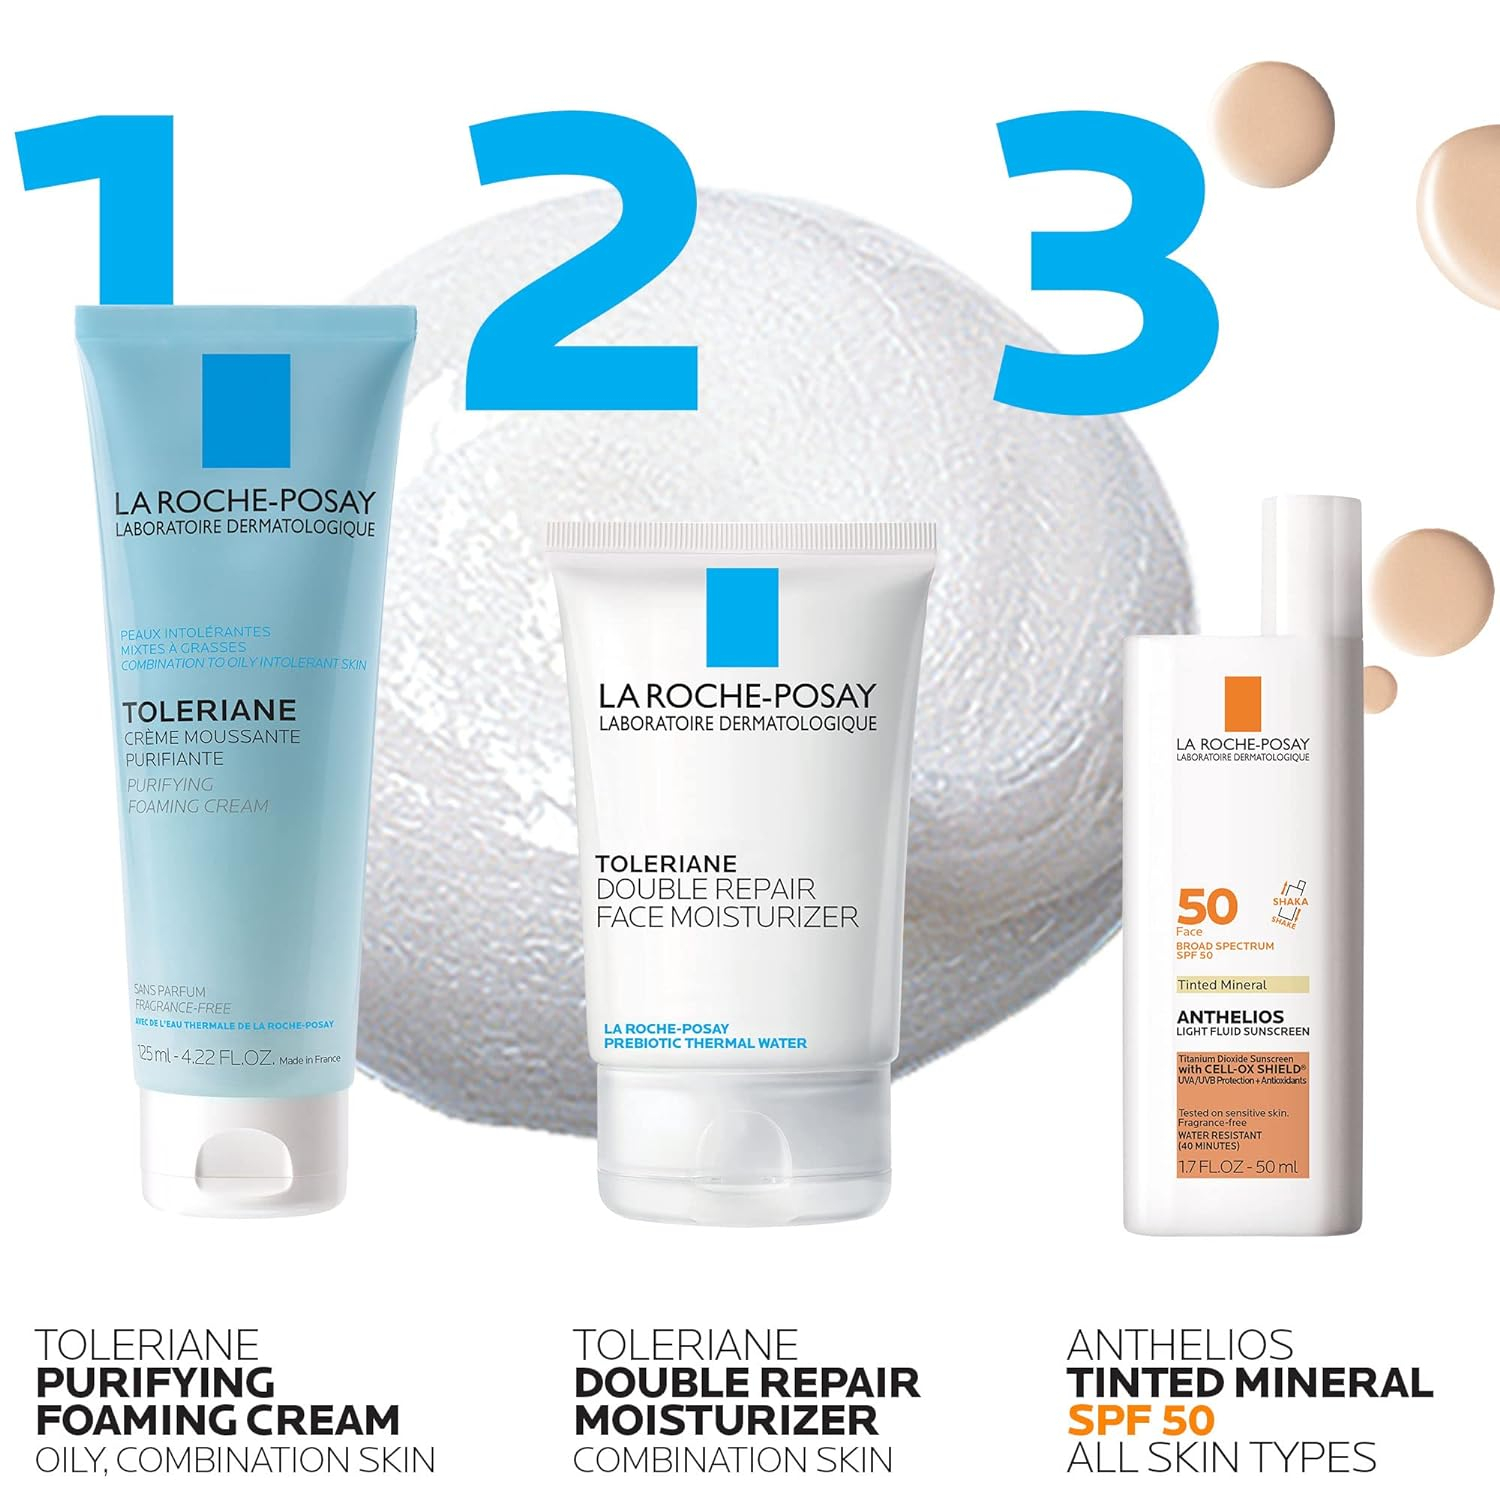 1 2 3
LA ROCHE-POSAY
LABORATOIRE DERMATOLOGIQUE
PEAUX INTOLÉRANTES
MIXTES À GRASSES
COMBINATION TO OILY INTOLERANT SKIN
TOLERIANE
CRÈME MOUSSANTE
PURIFIANTE
PURIFYING
FOAMING CREAM
SANS PARFUM
FRAGRANCE-FREE
AVEC DE L'EAU THERMALE DE LA ROCHE-POSAY
125 ml - 4.22 FL.OZ. Made in France
LA ROCHE-POSAY
LABORATOIRE DERMATOLOGIQUE
TOLERIANE
DOUBLE REPAIR
FACE MOISTURIZER
LA ROCHE-POSAY
PREBIOTIC THERMAL WATER
LA ROCHE-POSAY
LABORATOIRE DERMATOLOGIQUE
50
Face
BROAD SPECTRUM
SPF 50
SHAKA
SHAKE
Tinted Mineral
ANTHELIOS
LIGHT FLUID SUNSCREEN
Titanium Dioxide Sunscreen
with CELL-OX SHIELD®
UVA/UVB Protection + Antioxidants
Tested on sensitive skin.
Fragrance-free
WATER RESISTANT
(40 MINUTES)
1.7 FL.OZ - 50 ml
TOLERIANE
PURIFYING
FOAMING CREAM
OILY, COMBINATION SKIN
TOLERIANE
DOUBLE REPAIR
MOISTURIZER
COMBINATION SKIN
ANTHELIOS
TINTED MINERAL
SPF 50
ALL SKIN TYPES